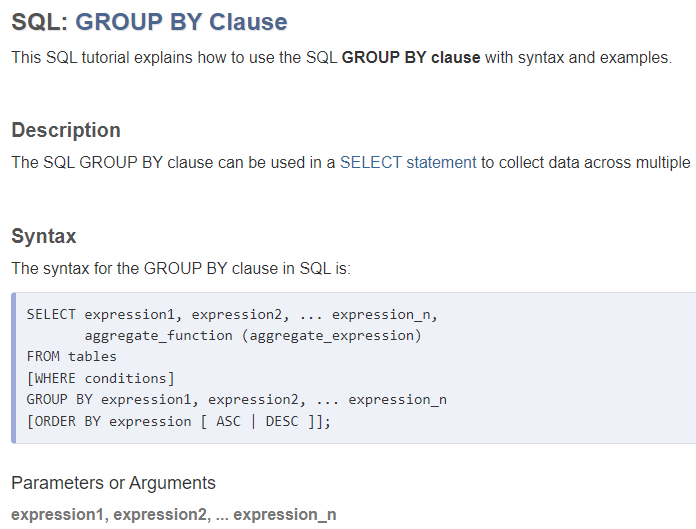 SQL: GROUP BY Clause
This SQL tutorial explains how to use the SQL GROUP BY clause with syntax and examples.
Description
The SQL GROUP BY clause can be used in a SELECT statement to collect data across multiple
Syntax
The syntax for the GROUP BY clause in SQL is:
SELECT expression1, expression2, ... expression_n,
       aggregate_function (aggregate_expression)
FROM tables
[WHERE conditions]
GROUP BY expression1, expression2, ... expression_n
[ORDER BY expression [ ASC | DESC ]];
Parameters or Arguments
expression1, expression2, ... expression_n